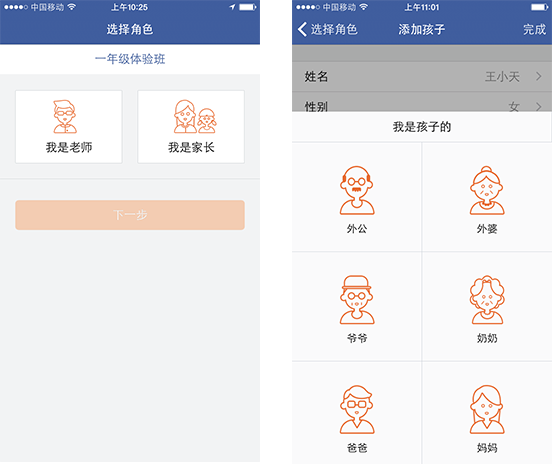 中国移动 上午10:25
选择角色
一年级体验班
我是老师 我是家长
下一步
中国移动 上午11:01
选择角色 添加孩子 完成
姓名 王小天
性别 女
我是孩子的
外公 外婆
爷爷 奶奶
爸爸 妈妈